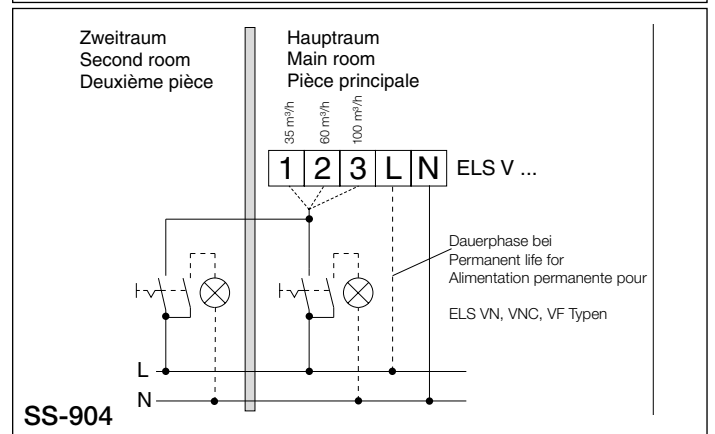 Zweitraum
Second room
Deuxième pièce
Hauptraum
Main room
Pièce principale
35 m³/h
60 m³/h
100 m³/h
1 2 3 L N ELS V ...
Dauerphase bei
Permanent life for
Alimentation permanente pour
ELS VN, VNC, VF Typen
L
N
SS-904